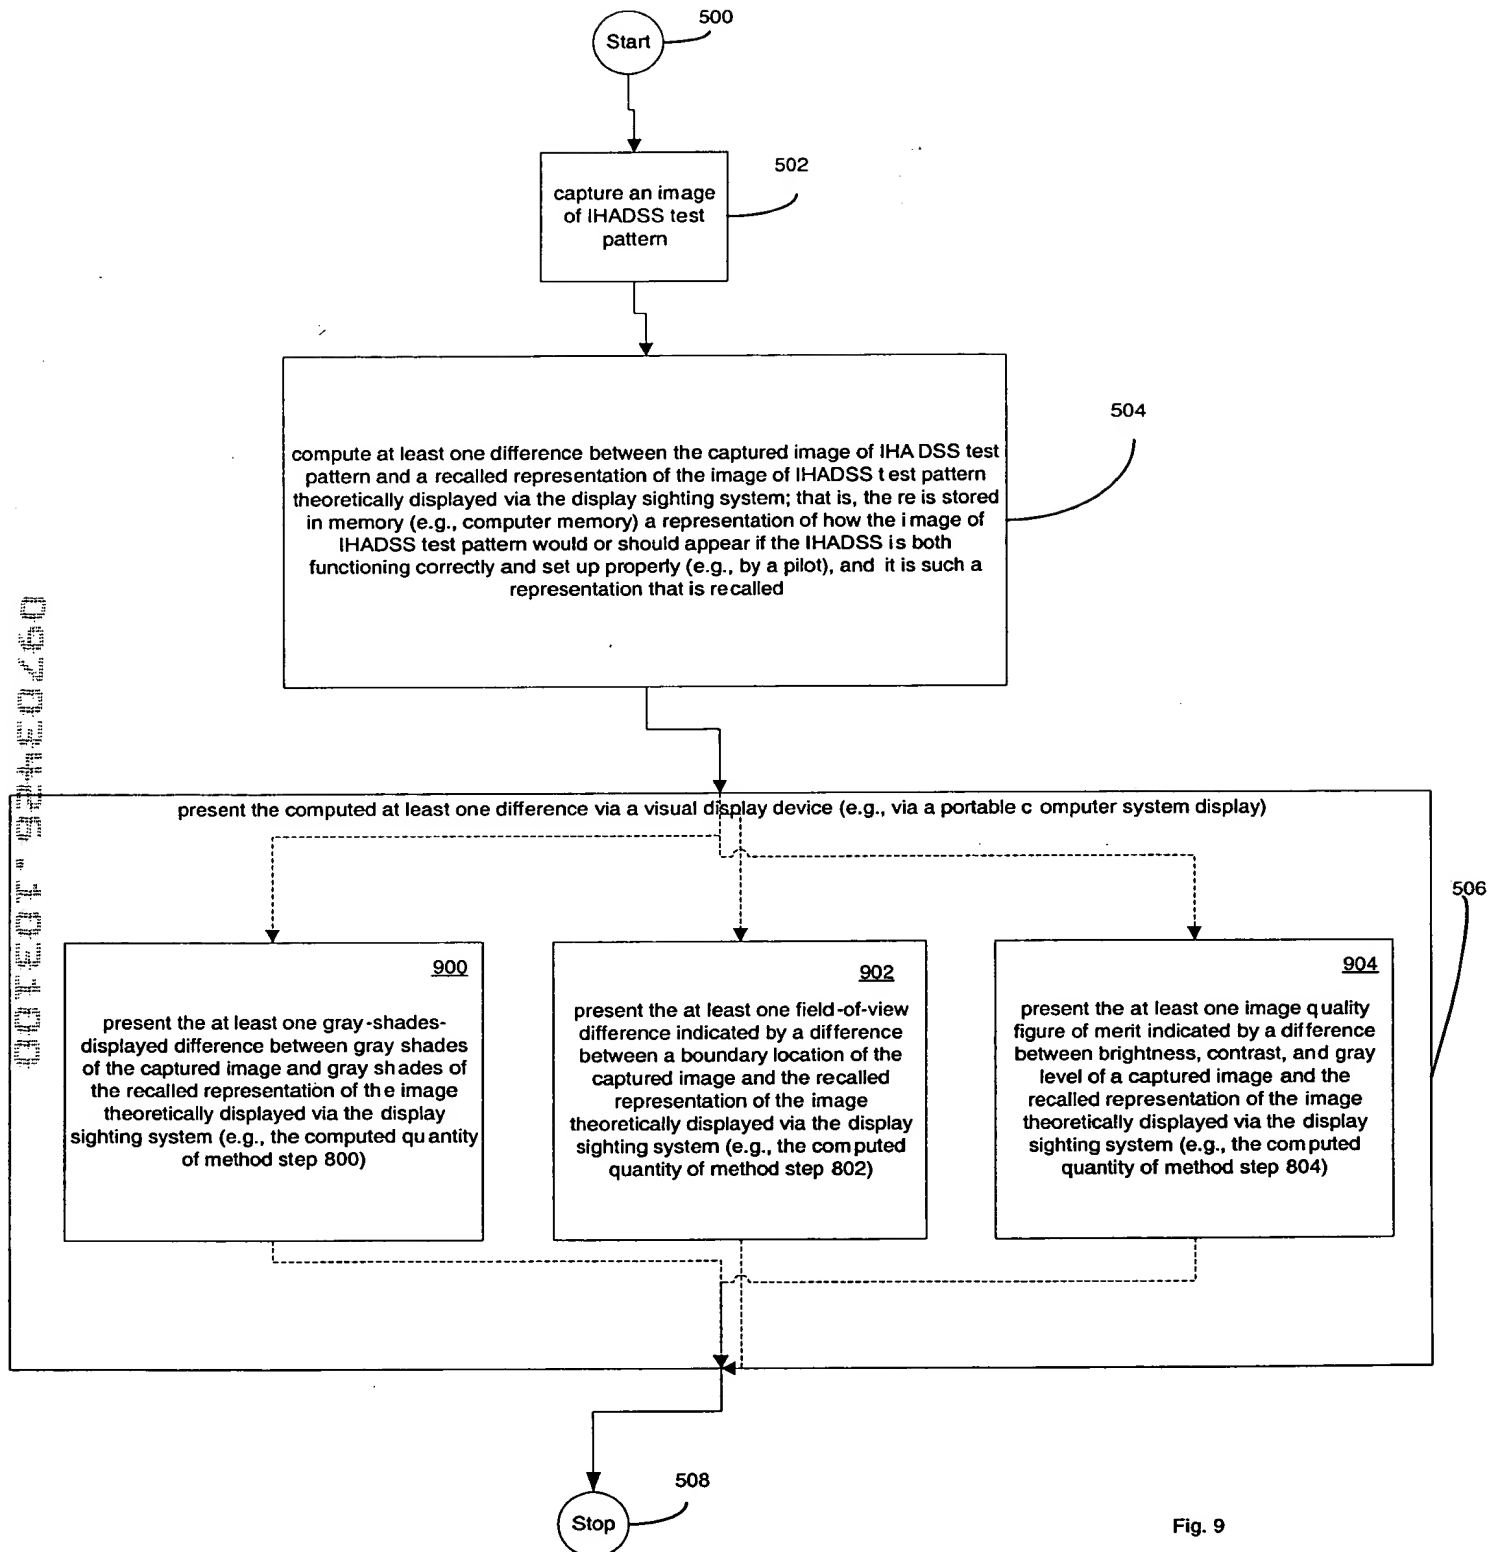 500
Start
502
capture an image
of IHADSS test
pattern
504
compute at least one difference between the captured image of IHA DSS test
pattern and a recalled representation of the image of IHADSS t est pattern
theoretically displayed via the display sighting system; that is, the re is stored
in memory (e.g., computer memory) a representation of how the i mage of
IHADSS test pattern would or should appear if the IHADSS is both
functioning correctly and set up properly (e.g., by a pilot), and it is such a
representation that is recalled
present the computed at least one difference via a visual display device (e.g., via a portable c omputer system display)
506
900
present the at least one gray-shades-
displayed difference between gray shades
of the captured image and gray shades of
the recalled representation of the image
theoretically displayed via the display
sighting system (e.g., the computed qu antity
of method step 800)
902
present the at least one field-of-view
difference indicated by a difference
between a boundary location of the
captured image and the recalled
representation of the image
theoretically displayed via the display
sighting system (e.g., the com puted
quantity of method step 802)
904
present the at least one image q uality
figure of merit indicated by a difference
between brightness, contrast, and gray
level of a captured image and the
recalled representation of the image
theoretically displayed via the display
sighting system (e.g., the com puted
quantity of method step 804)
508
Stop
Fig. 9